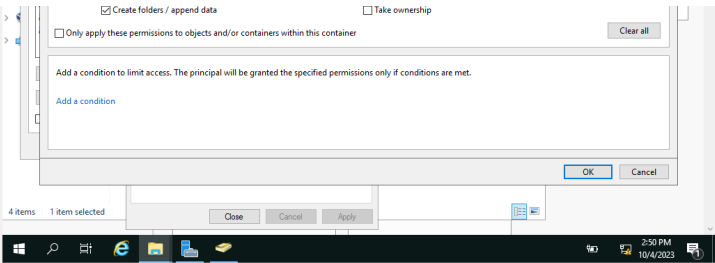 Create folders / append data Take ownership
Only apply these permissions to objects and/or containers within this container Clear all
Add a condition to limit access. The principal will be granted the specified permissions only if conditions are met.
Add a condition
OK Cancel
4 items 1 item selected
Close Cancel Apply
2:50 PM
10/4/2023
1